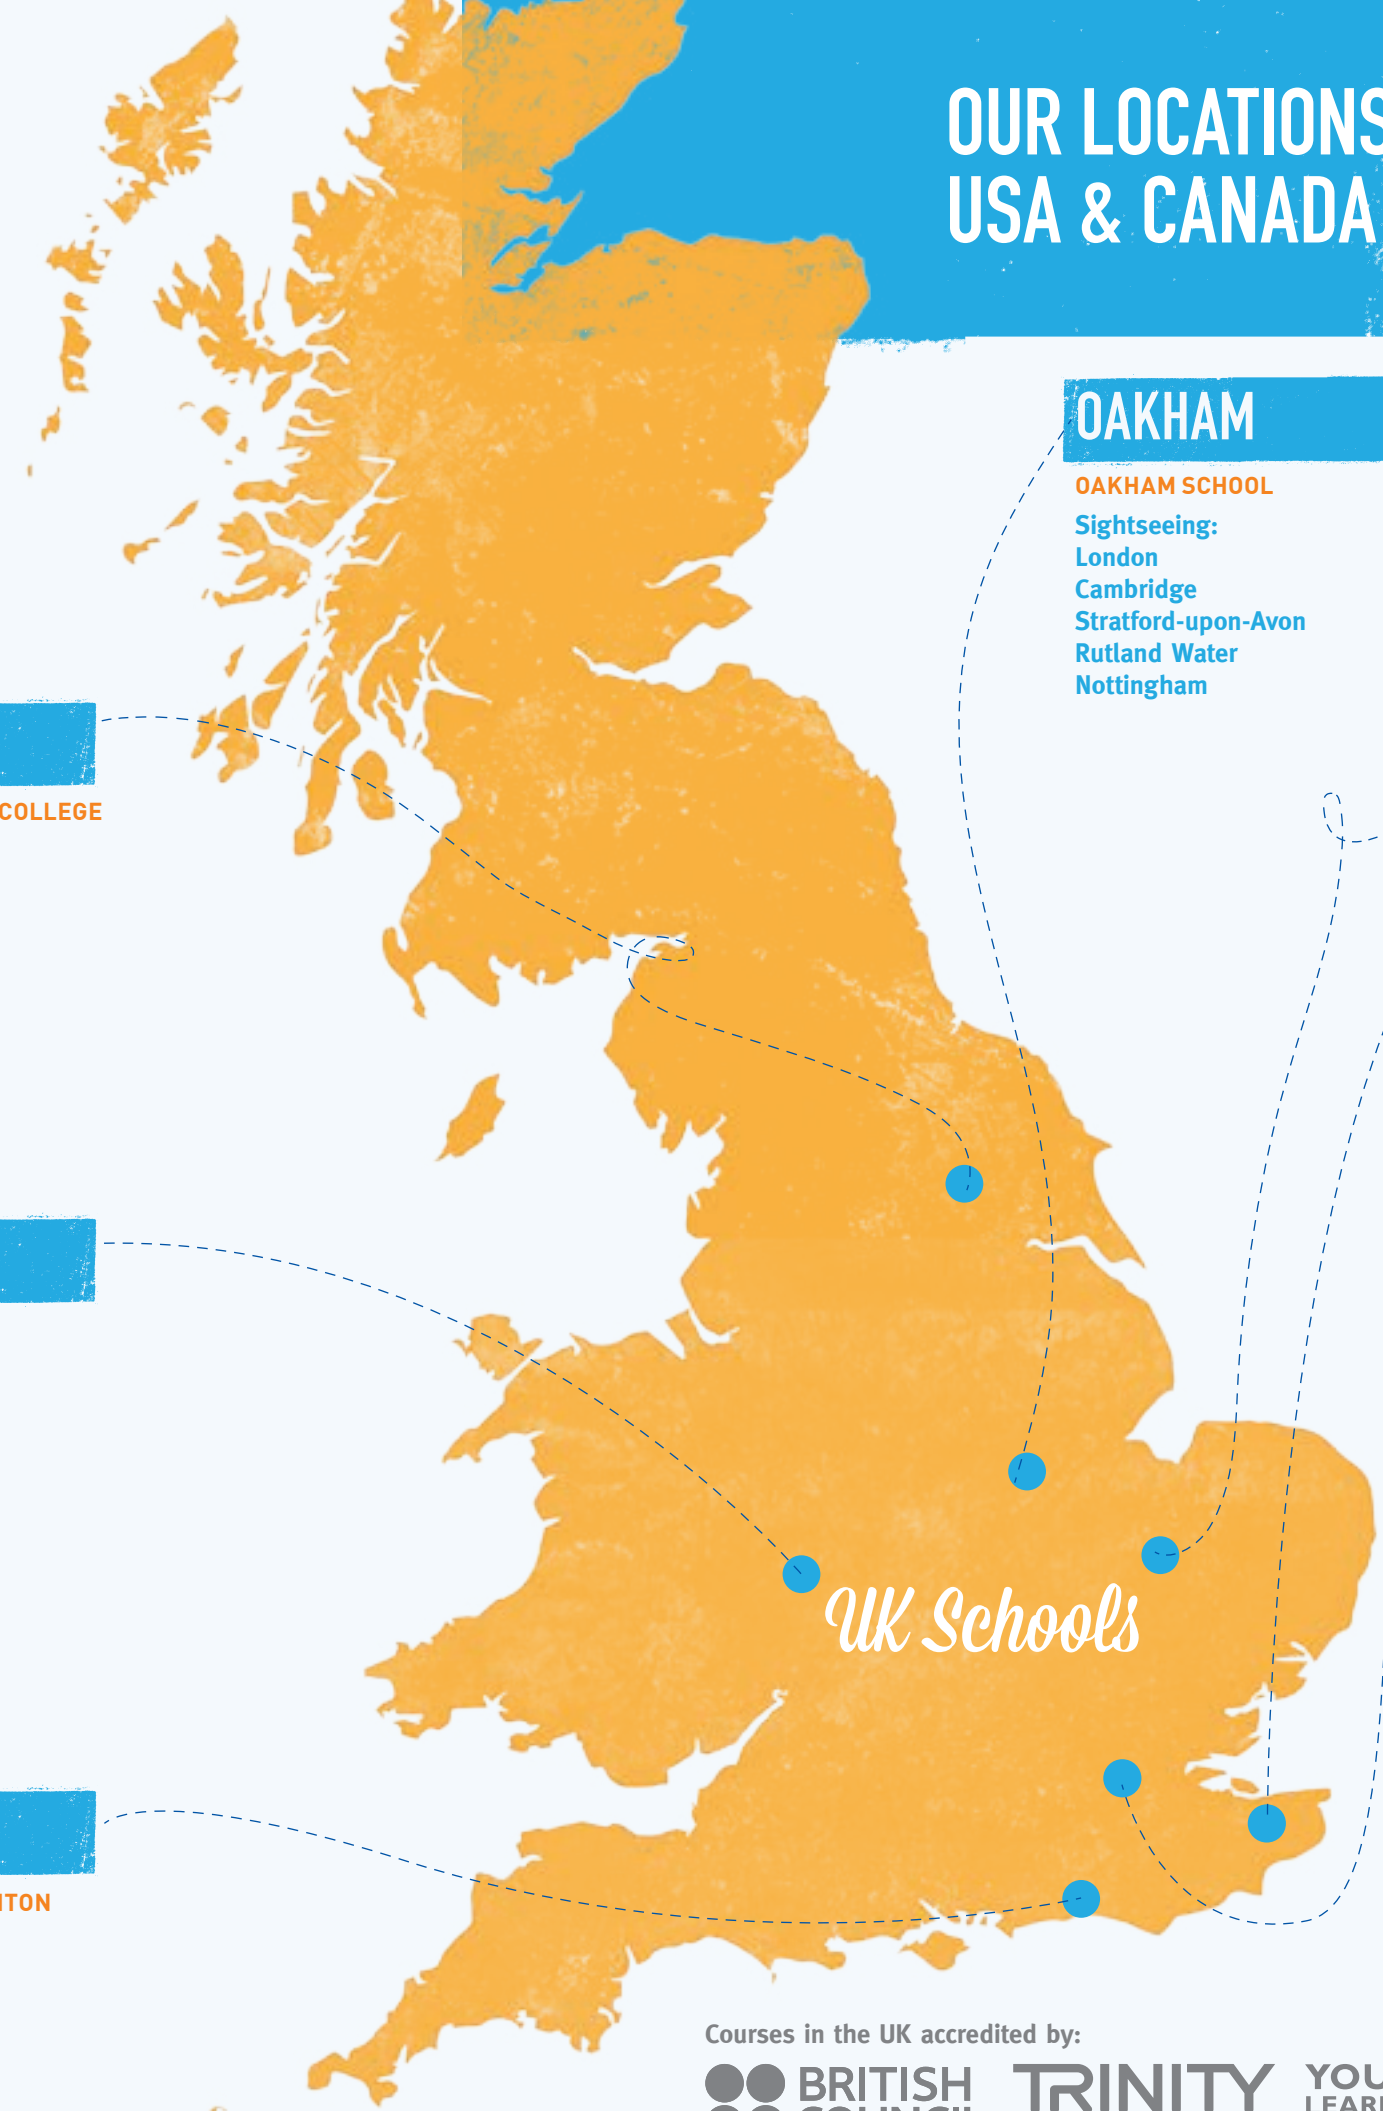 OUR LOCATIONS
USA & CANADA
OAKHAM
OAKHAM SCHOOL
Sightseeing:
London
Cambridge
Stratford-upon-Avon
Rutland Water
Nottingham
COLLEGE
UK Schools
Courses in the UK accredited by:
BRITISH
TRINITY